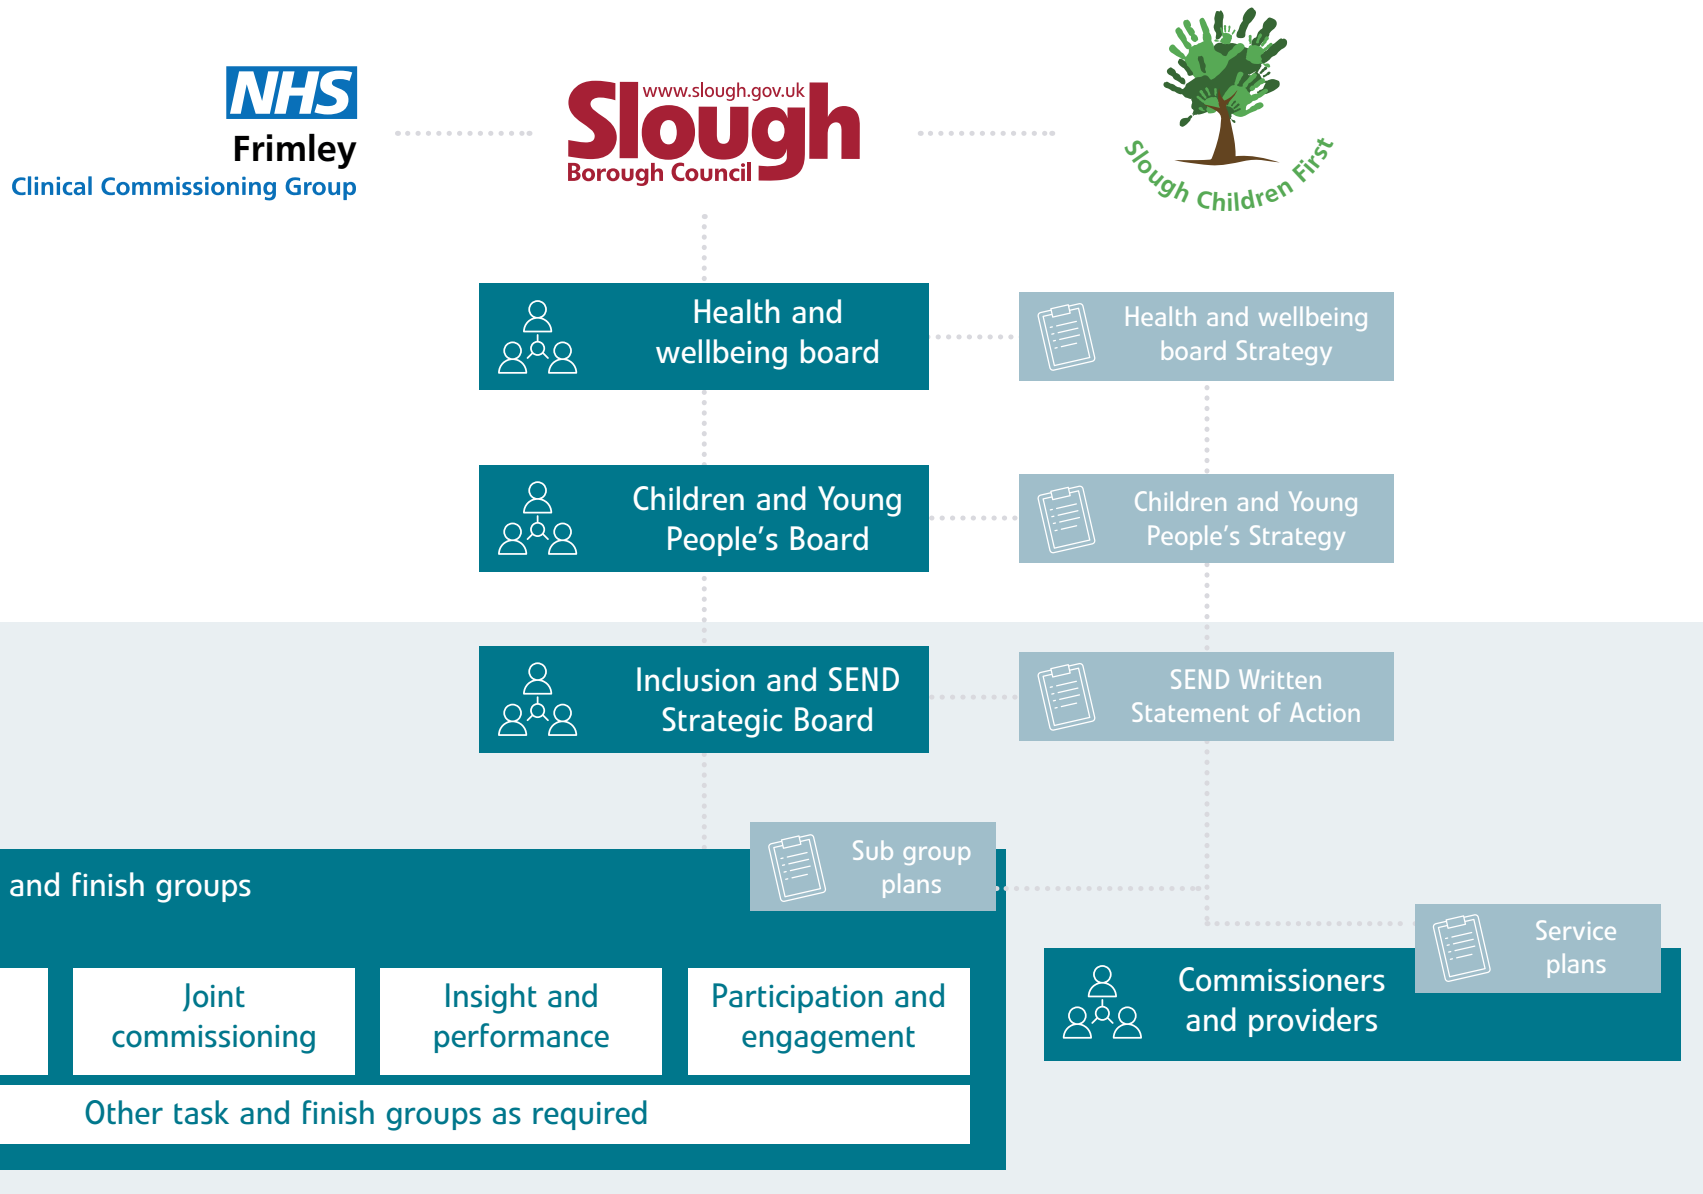 NHS
Frimley
Clinical Commissioning Group
www.slough.gov.uk
Slough
Borough Council
Slough Children First
Health and
wellbeing board
Health and wellbeing
board Strategy
Children and Young
People's Board
Children and Young
People's Strategy
Inclusion and SEND
Strategic Board
SEND Written
Statement of Action
Sub group
plans
and finish groups
Service
plans
Commissioners
and providers
Joint
commissioning
Insight and
performance
Participation and
engagement
Other task and finish groups as required